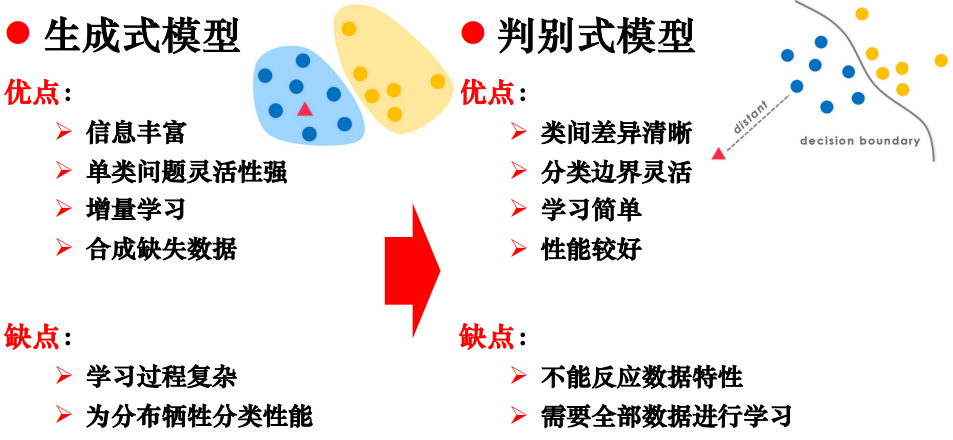 生成式模型
优点：
信息丰富
单类问题灵活性强
增量学习
合成缺失数据
缺点：
学习过程复杂
为分布牺牲分类性能
判别式模型
优点：
类间差异清晰
分类边界灵活
学习简单
性能较好
缺点：
不能反应数据特性
需要全部数据进行学习
distant
decision boundary